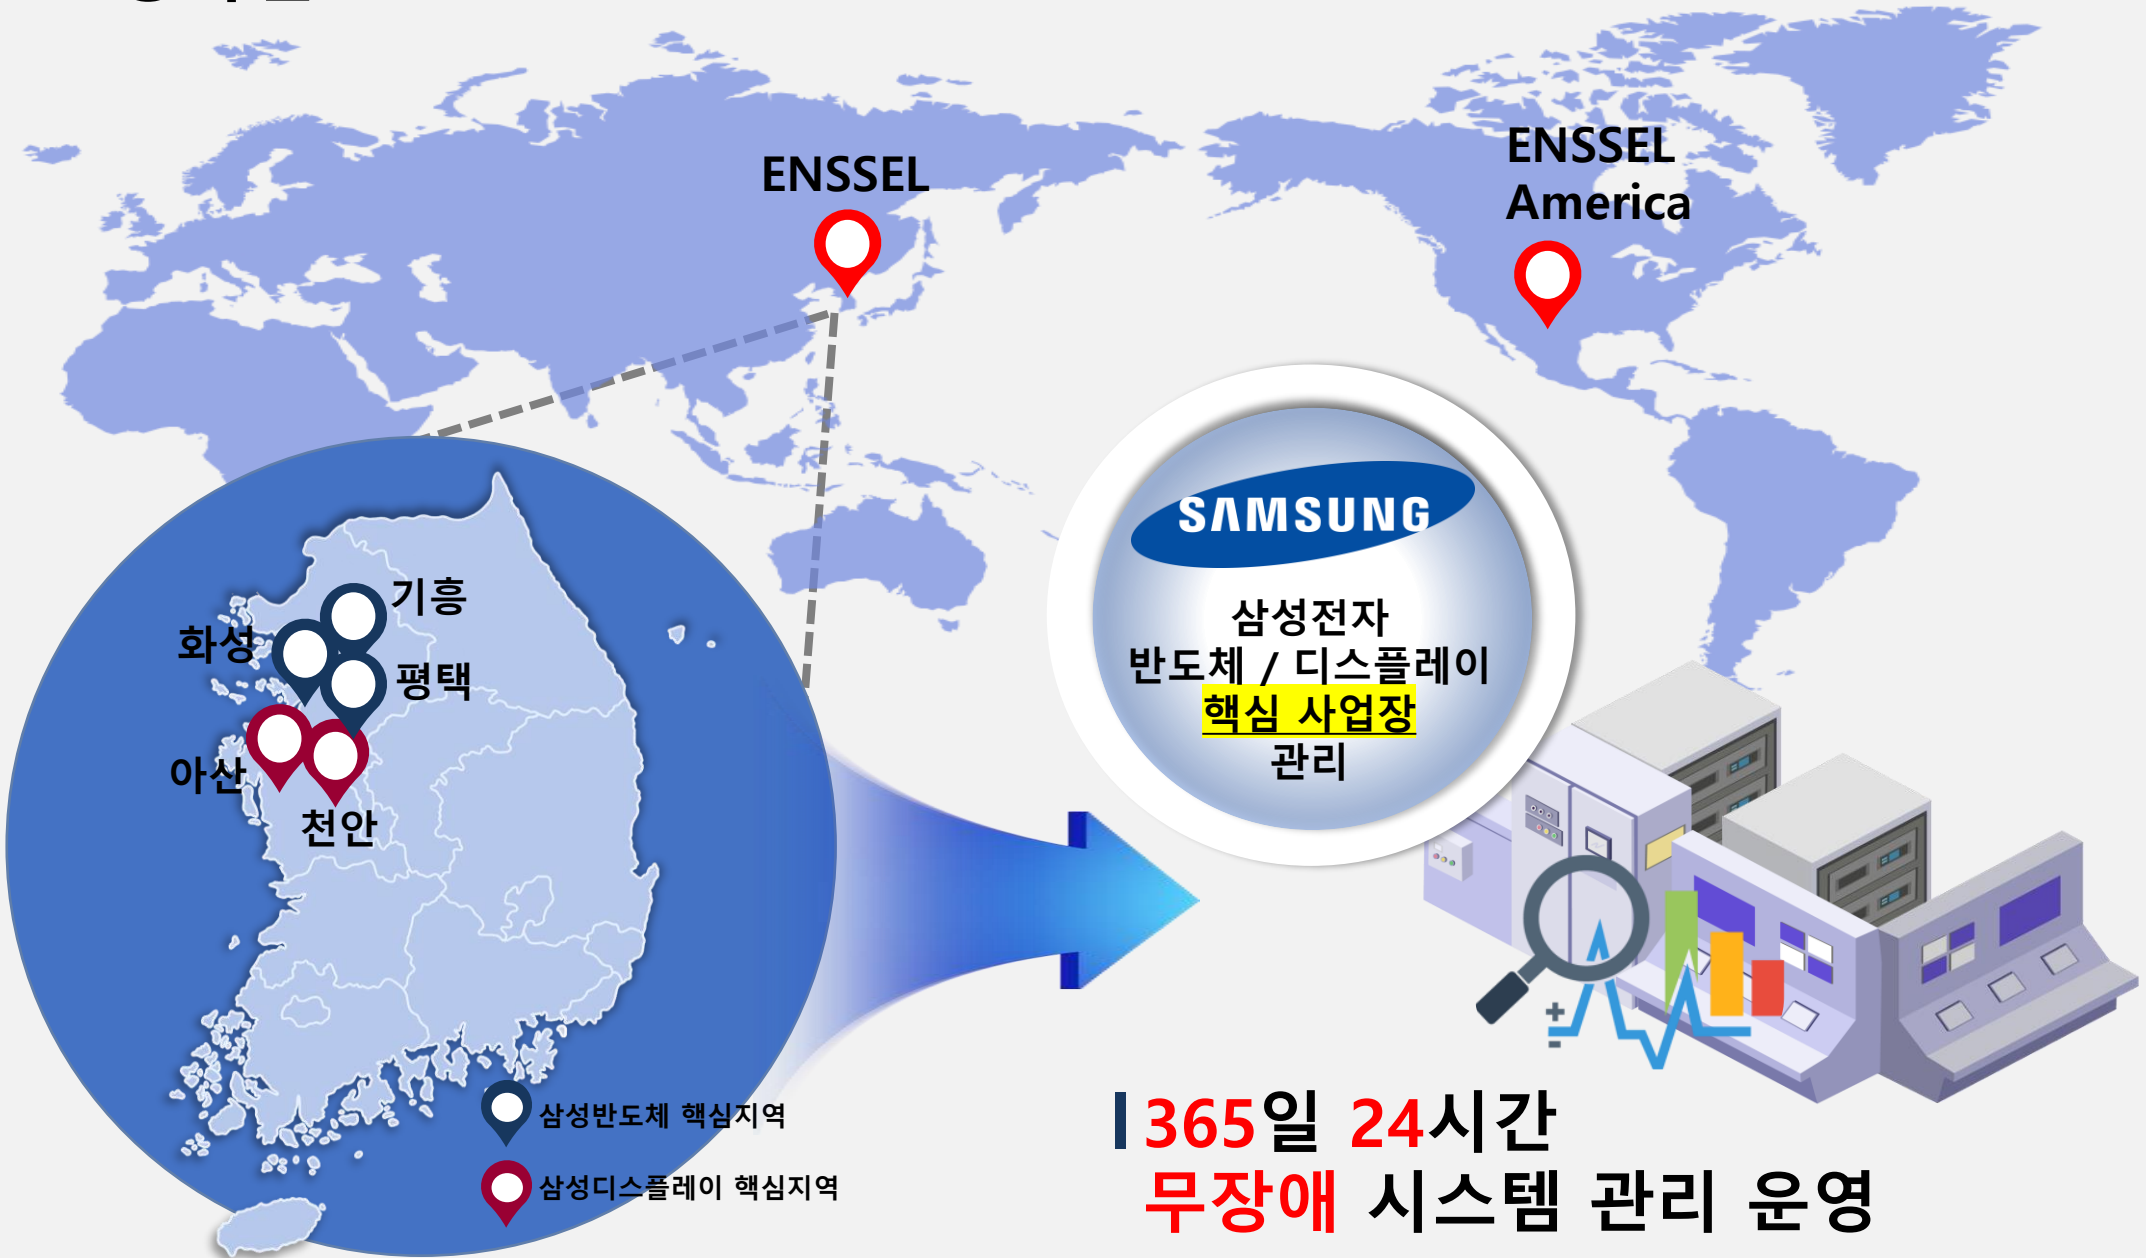 ENSSEL
ENSSEL
America
SAMSUNG
삼성전자
반도체 / 디스플레이
핵심 사업장
관리
기흥
화성
평택
아산
천안
삼성반도체 핵심지역
삼성디스플레이 핵심지역
365일 24시간
무장애 시스템 관리 운영